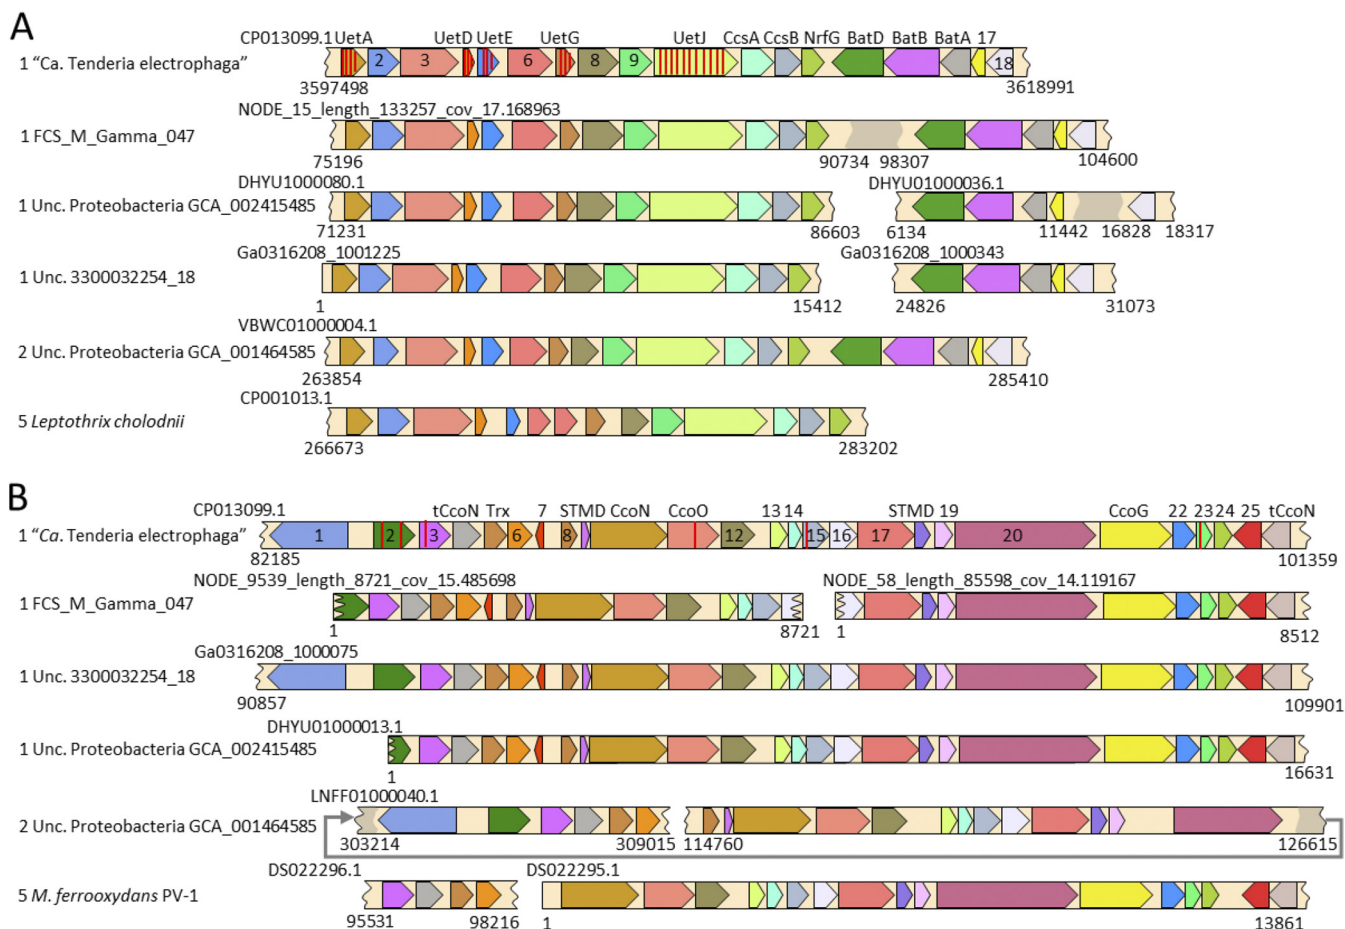 A
CP013099.1 UetA UetD UetE UetG UetJ CcsA CcsB NrfG BatD BatB BatA 17
1 “Ca. Tenderia electrophaga” 2 3 6 8 9 18
3597498 3618991
NODE_15_length_133257_cov_17.168963
1 FCS_M_Gamma_047
75196 90734 98307 104600
DHYU1000080.1 DHYU01000036.1
1 Unc. Proteobacteria GCA_002415485
71231 86603 6134 11442 16828 18317
Ga0316208_1001225 Ga0316208_1000343
1 Unc. 3300032254_18
1 15412 24826 31073
VBWC01000004.1
2 Unc. Proteobacteria GCA_001464585
263854 285410
CP001013.1
5 Leptothrix cholodnii
266673 283202
B
CP013099.1 tCcoN Trx 7 STMD CcoN CcoO 13 14 STMD 19 CcoG 22 23 24 25 tCcoN
1 “Ca. Tenderia electrophaga” 1 2 3 6 8 12 15 16 17 20
82185 101359
NODE_9539_length_8721_cov_15.485698 NODE_58_length_85598_cov_14.119167
1 FCS_M_Gamma_047
1 8721 1 8512
Ga0316208_1000075
1 Unc. 3300032254_18
90857 109901
DHYU01000013.1
1 Unc. Proteobacteria GCA_002415485
1 16631
LNFF01000040.1
2 Unc. Proteobacteria GCA_001464585
303214 309015 114760 126615
DS022296.1 DS022295.1
5 M. ferrooxydans PV-1
95531 98216 1 13861